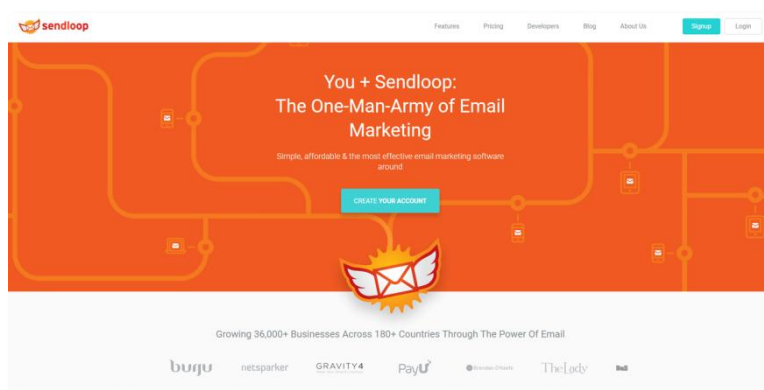 sendloop
Features Pricing Developers Blog About Us Signup Login
You + Sendloop:
The One-Man-Army of Email
Marketing
Simple, affordable & the most effective email marketing software
around
CREATE YOUR ACCOUNT
Growing 36,000+ Businesses Across 180+ Countries Through The Power Of Email
netsparker GRAVITY4 PayU TheLady